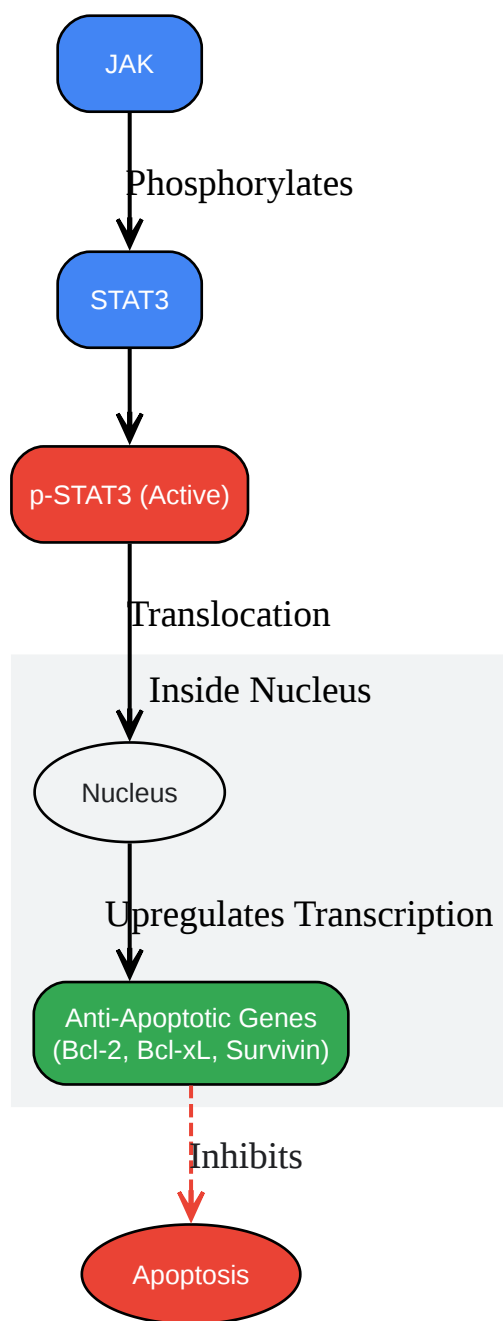 JAK
Phosphorylates
STAT3
p-STAT3 (Active)
Translocation
Inside Nucleus
Nucleus
Upregulates Transcription
Anti-Apoptotic Genes
(Bcl-2, Bcl-xL, Survivin)
Inhibits
Apoptosis